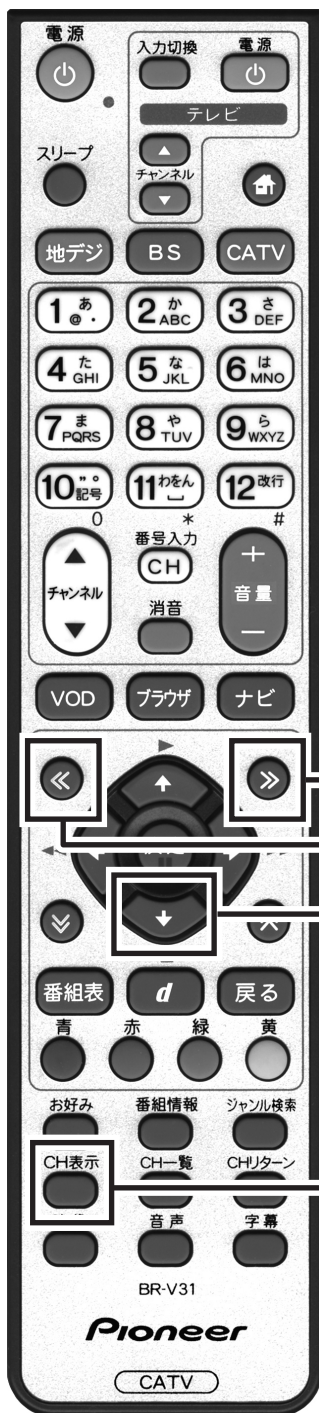 電源
入力切換 電源
テレビ
スリープ
チャンネル
地デジ BS CATV
1 あ @. 2 か ABC 3 さ DEF
4 た GHI 5 な JKL 6 は MNO
7 ま PQRS 8 や TUV 9 ら WXYZ
10 ゛゜ 記号 11 わをん 12 改行
0 * #
番号入力
CH
チャンネル
+
音量
−
消音
VOD ブラウザ ナビ
番組表 d 戻る
青 赤 緑 黄
お好み 番組情報 ジャンル検索
CH表示 CH一覧 CHリターン
音声 字幕
BR-V31
Pioneer
CATV